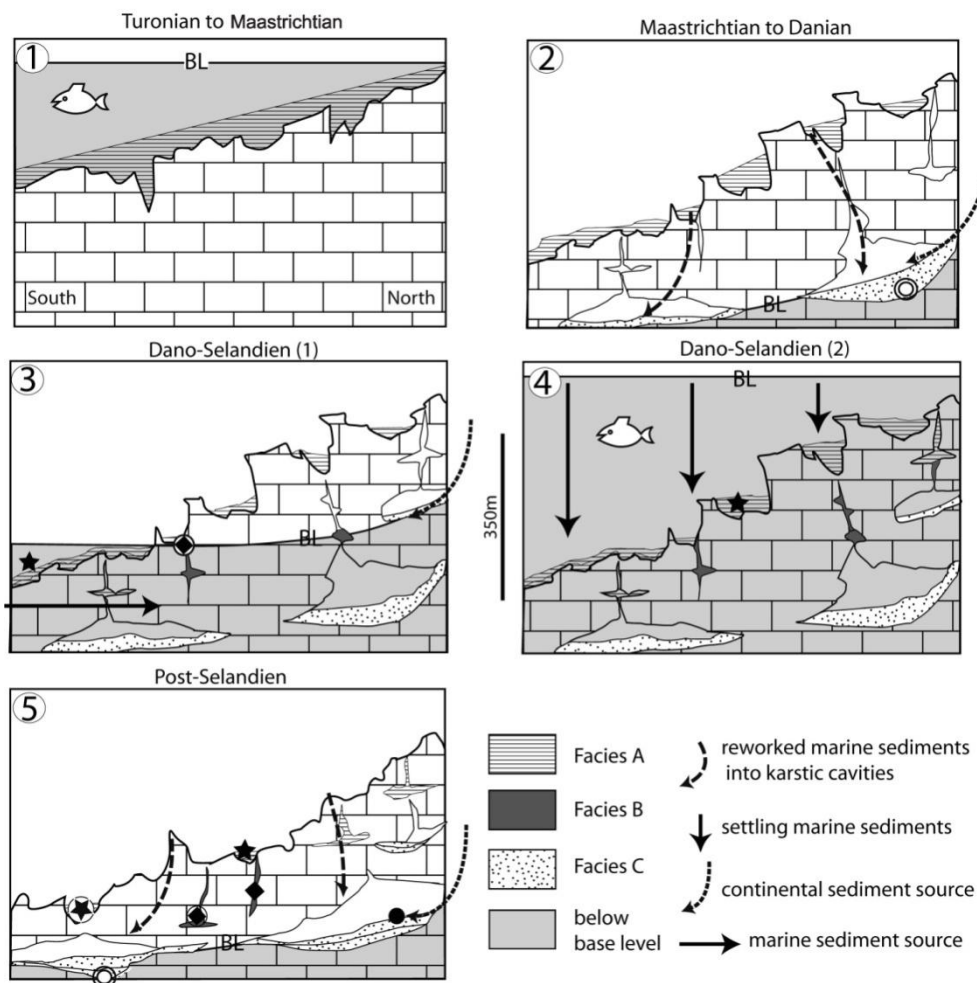 Turonian to Maastrichtian
1
BL
South
North
Maastrichtian to Danian
2
BL
Dano-Selandien (1)
3
BL
Dano-Selandien (2)
4
BL
350m
Post-Selandien
5
BL
Facies A
Facies B
Facies C
below
base level
reworked marine sediments
into karstic cavities
settling marine sediments
continental sediment source
marine sediment source